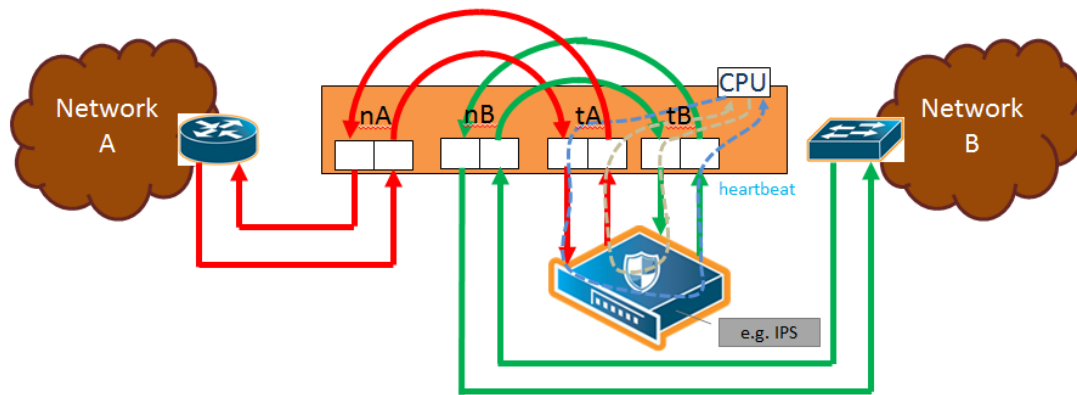 CPU
Network
A
nA
nB
tA
tB
Network
B
heartbeat
e.g. IPS